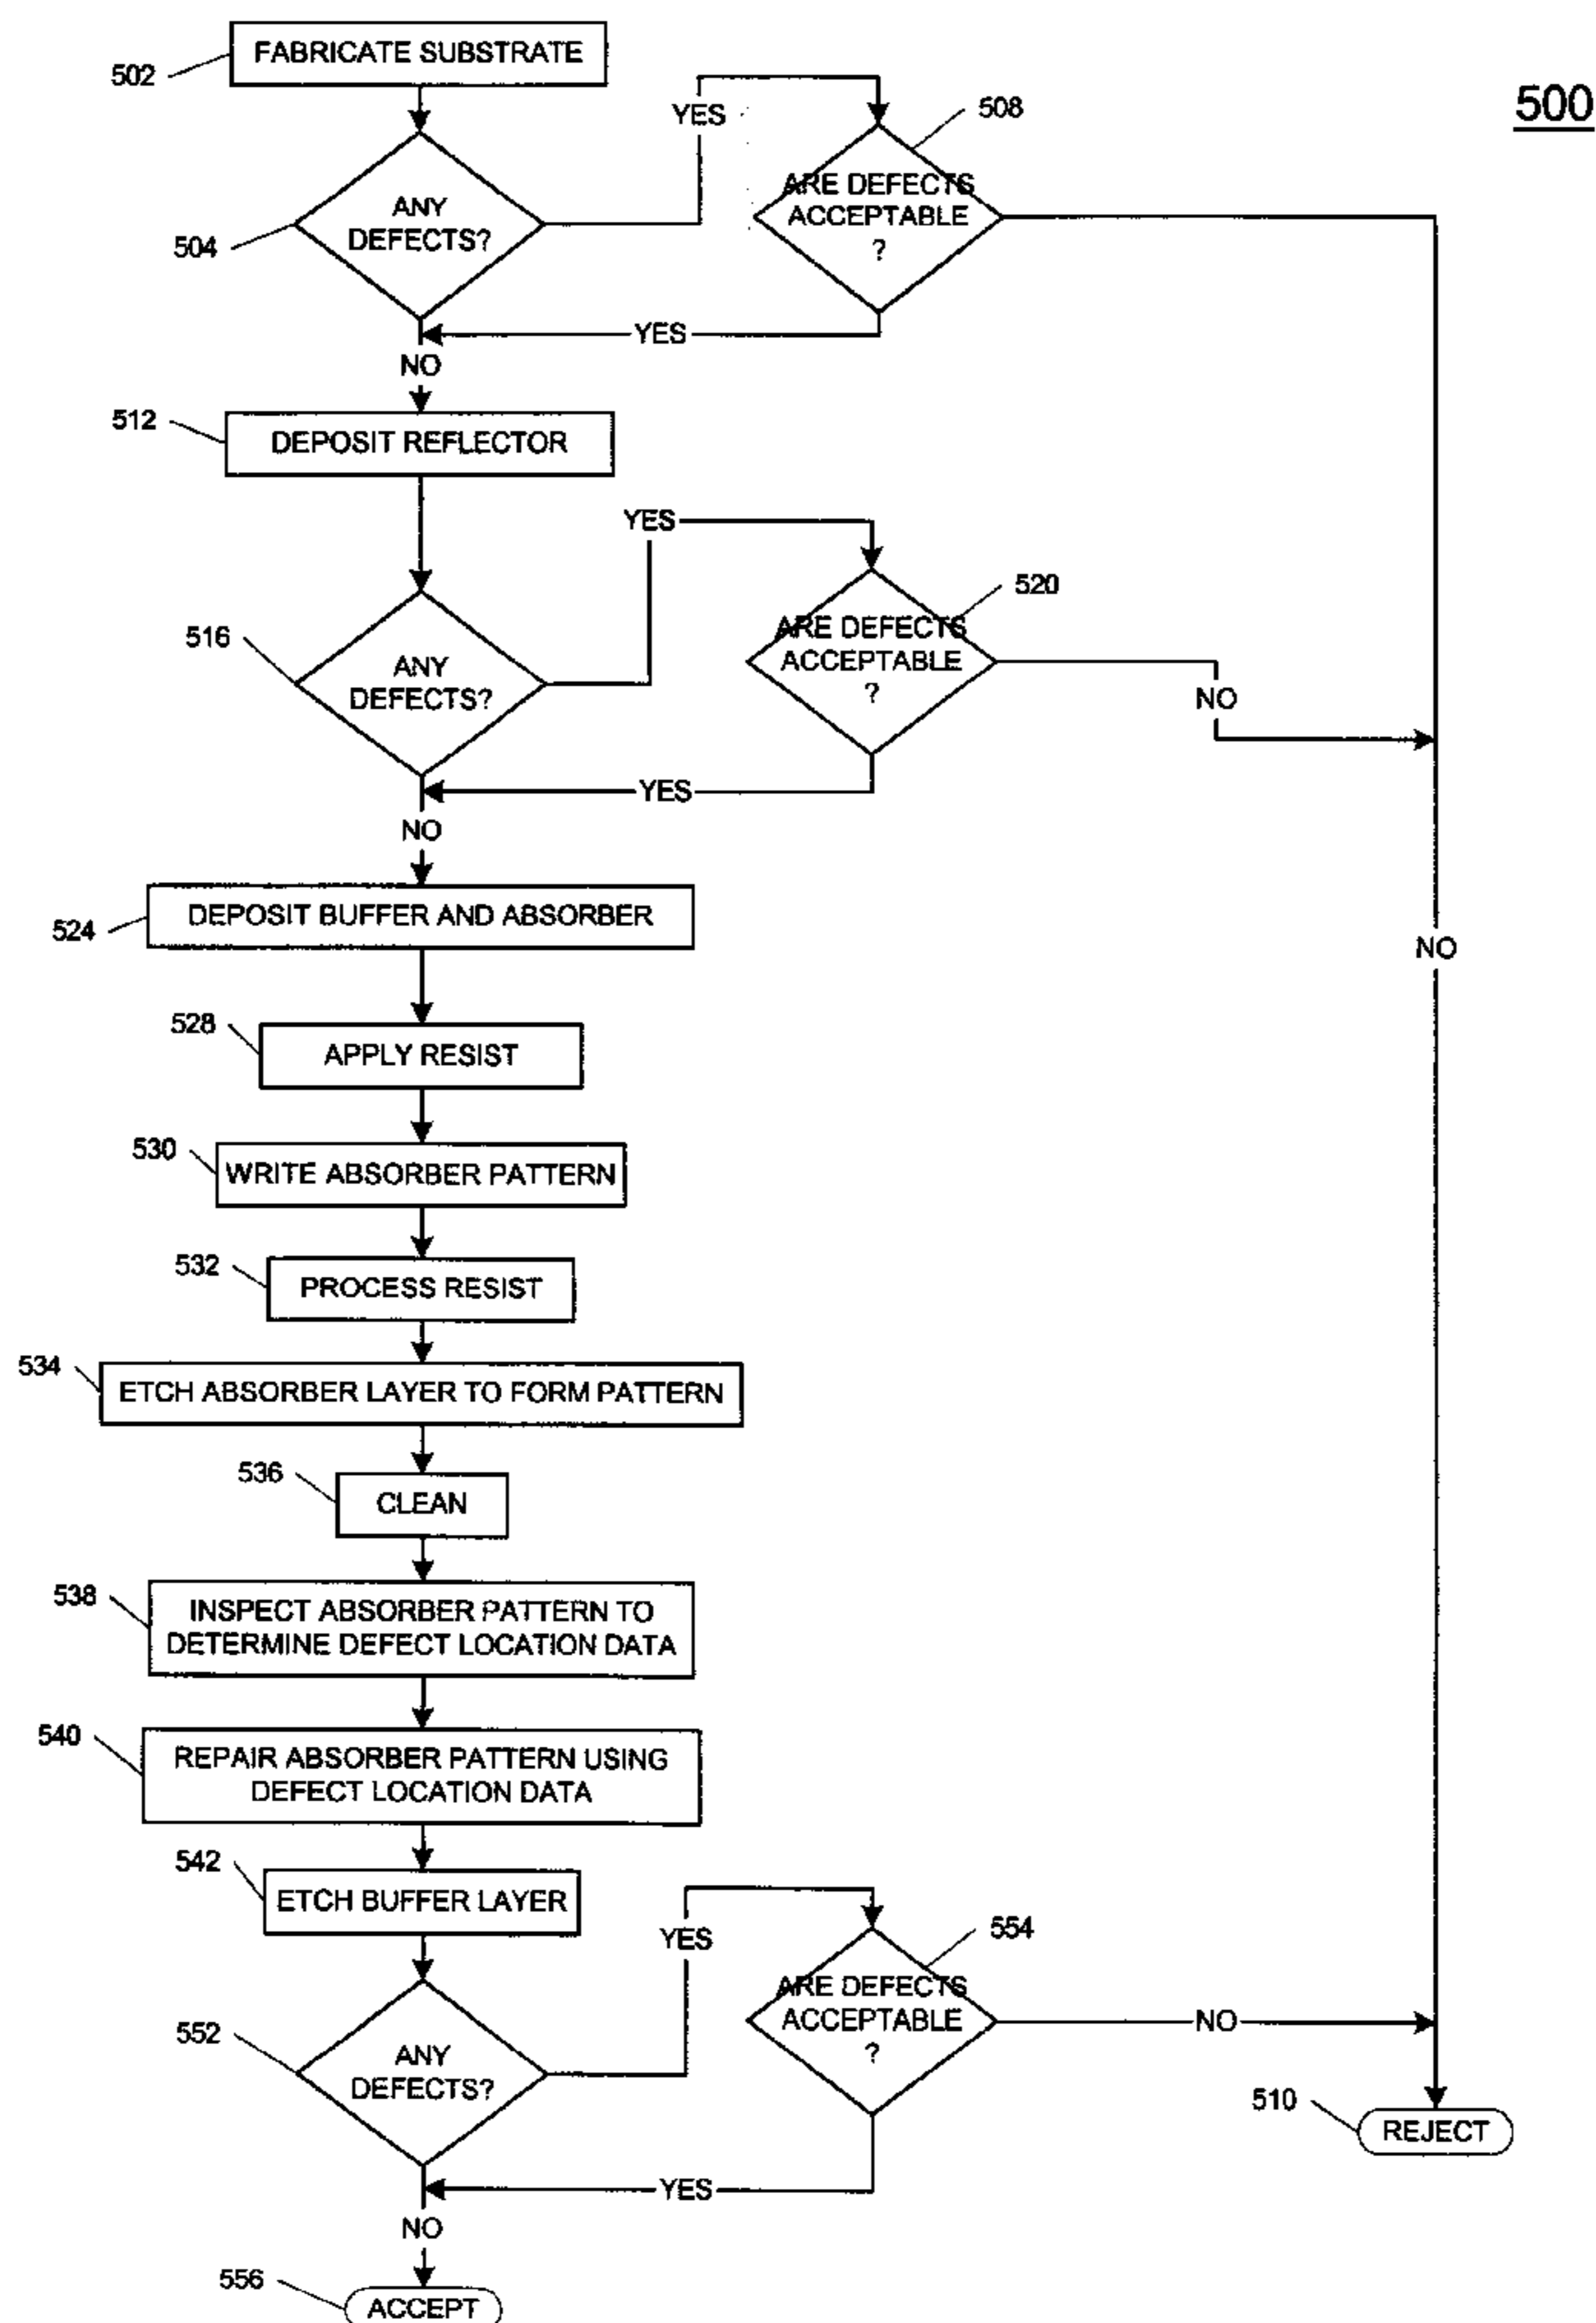 500
502
FABRICATE SUBSTRATE
504
ANY
DEFECTS?
YES
508
ARE DEFECTS
ACCEPTABLE
?
YES
NO
512
DEPOSIT REFLECTOR
516
ANY
DEFECTS?
YES
520
ARE DEFECTS
ACCEPTABLE
?
NO
YES
NO
524
DEPOSIT BUFFER AND ABSORBER
NO
528
APPLY RESIST
530
WRITE ABSORBER PATTERN
532
PROCESS RESIST
534
ETCH ABSORBER LAYER TO FORM PATTERN
536
CLEAN
538
INSPECT ABSORBER PATTERN TO
DETERMINE DEFECT LOCATION DATA
540
REPAIR ABSORBER PATTERN USING
DEFECT LOCATION DATA
542
ETCH BUFFER LAYER
552
ANY
DEFECTS?
YES
554
ARE DEFECTS
ACCEPTABLE
?
NO
510
REJECT
YES
NO
556
ACCEPT